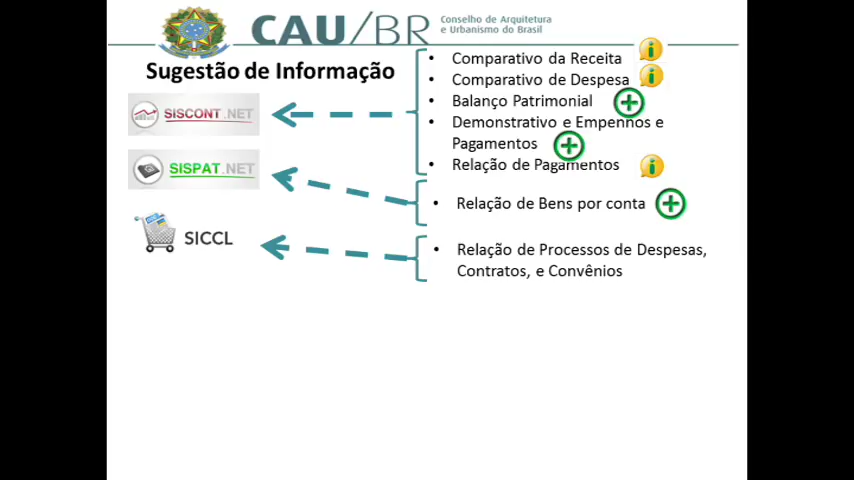 CAU/BR
Conselho de Arquitetura
e Urbanismo do Brasil
Sugestão de Informação
SISCONT.NET
SISPAT.NET
SICCL
• Comparativo da Receita
• Comparativo de Despesa
• Balanço Patrimonial
• Demonstrativo e Empenhos e
Pagamentos
• Relação de Pagamentos
• Relação de Bens por conta
• Relação de Processos de Despesas,
Contratos, e Convênios